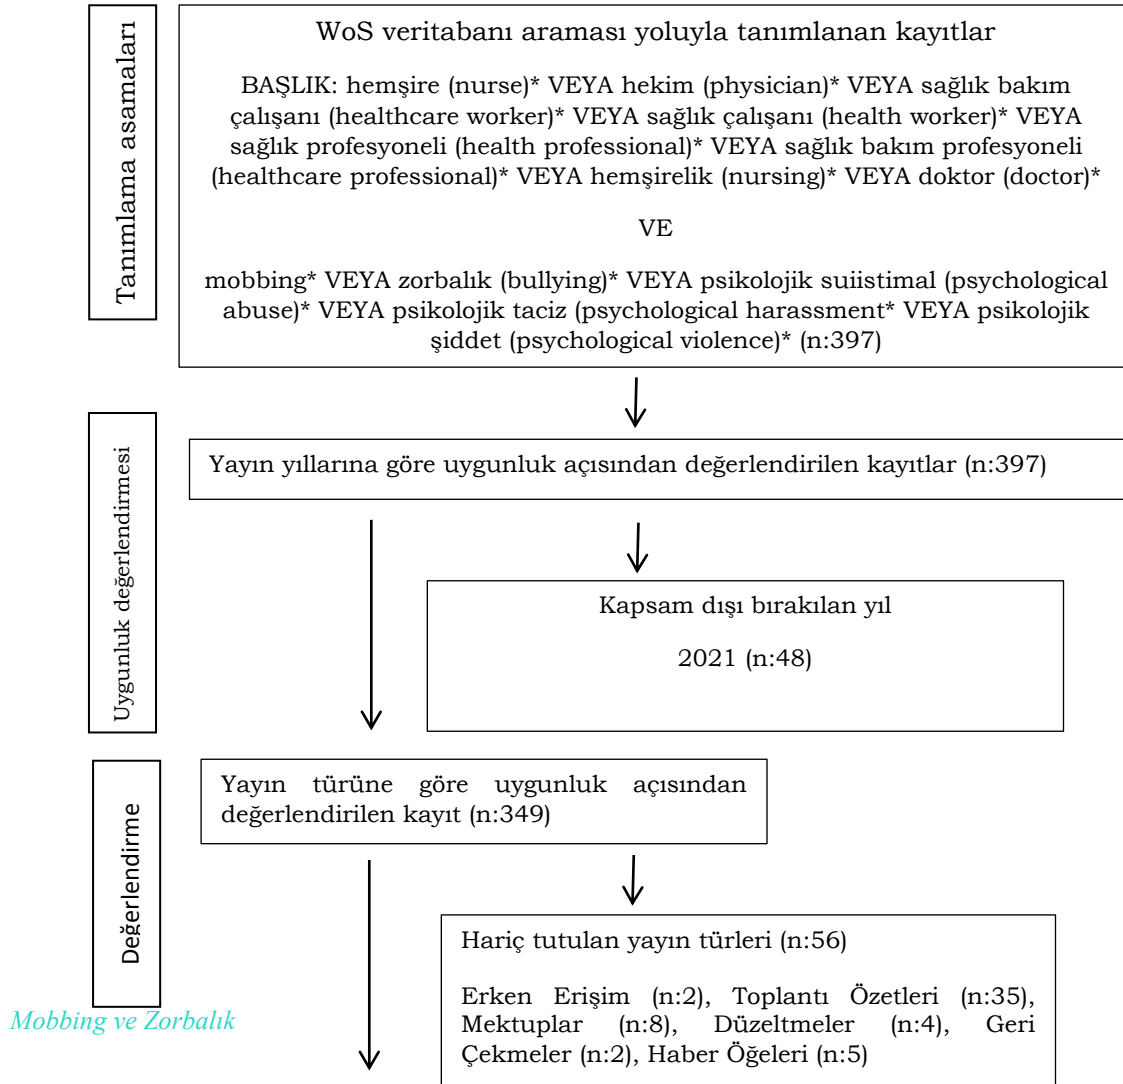 Tanımlama asamaları
WoS veritabanı araması yoluyla tanımlanan kayıtlar
BAŞLIK: hemşire (nurse)* VEYA hekim (physician)* VEYA sağlık bakım
çalışanı (healthcare worker)* VEYA sağlık çalışanı (health worker)* VEYA
sağlık profesyoneli (health professional)* VEYA sağlık bakım profesyoneli
(healthcare professional)* VEYA hemşirelik (nursing)* VEYA doktor (doctor)*
VE
mobbing* VEYA zorbalık (bullying)* VEYA psikolojik suiistimal (psychological
abuse)* VEYA psikolojik taciz (psychological harassment* VEYA psikolojik
şiddet (psychological violence)* (n:397)
Uygunluk değerlendirmesi
Yayın yıllarına göre uygunluk açısından değerlendirilen kayıtlar (n:397)
Kapsam dışı bırakılan yıl
2021 (n:48)
Değerlendirme
Yayın türüne göre uygunluk açısından
değerlendirilen kayıt (n:349)
Hariç tutulan yayın türleri (n:56)
Erken Erişim (n:2), Toplantı Özetleri (n:35),
Mektuplar (n:8), Düzeltmeler (n:4), Geri
Çekmeler (n:2), Haber Öğeleri (n:5)
Mobbing ve Zorbalık